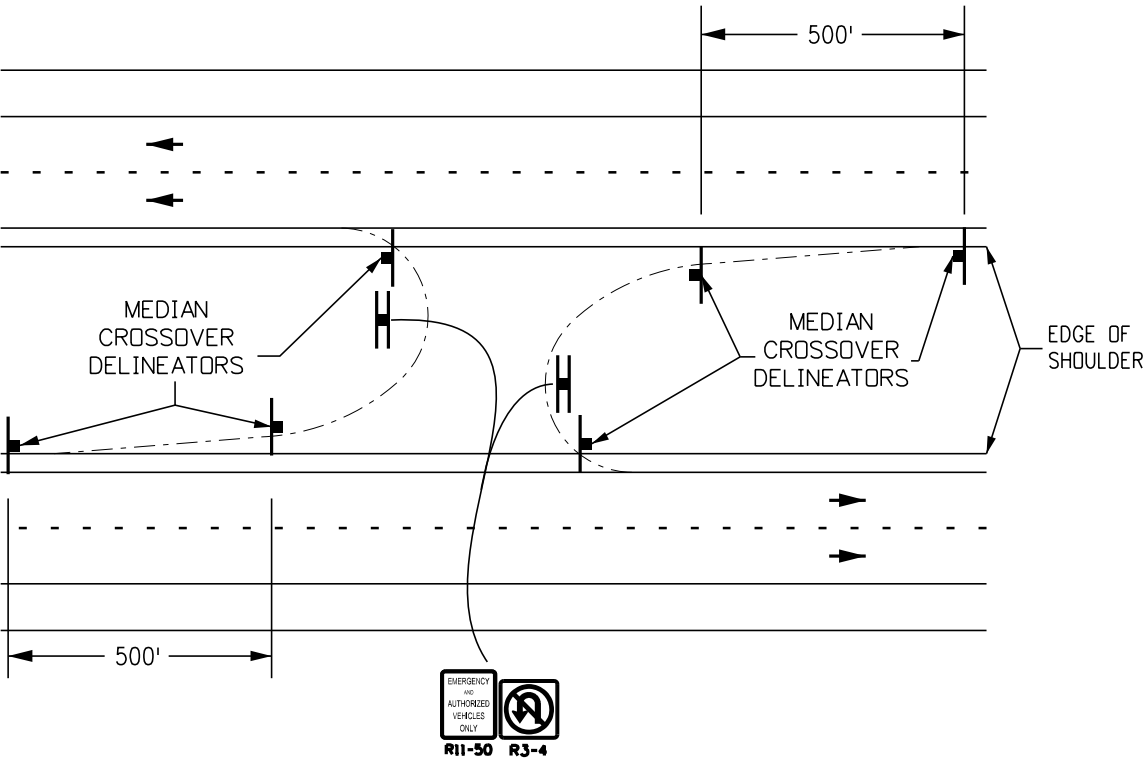 500'
MEDIAN
CROSSOVER
DELINEATORS
MEDIAN
CROSSOVER
DELINEATORS
EDGE OF
SHOULDER
500'
EMERGENCY
AND
AUTHORIZED
VEHICLES
ONLY
R11-50
R3-4